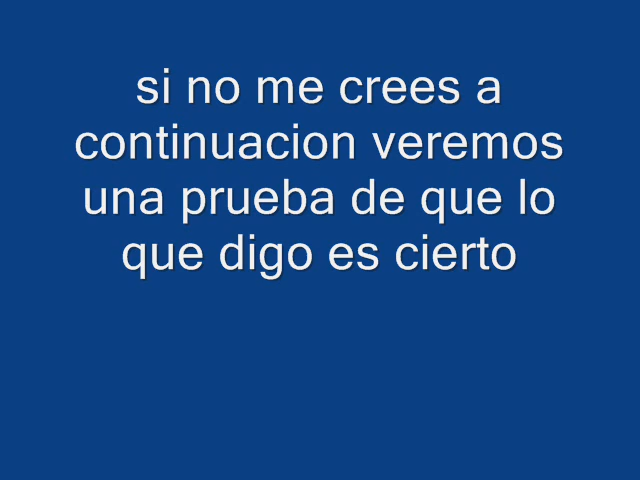 si no me crees a
continuacion veremos
una prueba de que lo
que digo es cierto